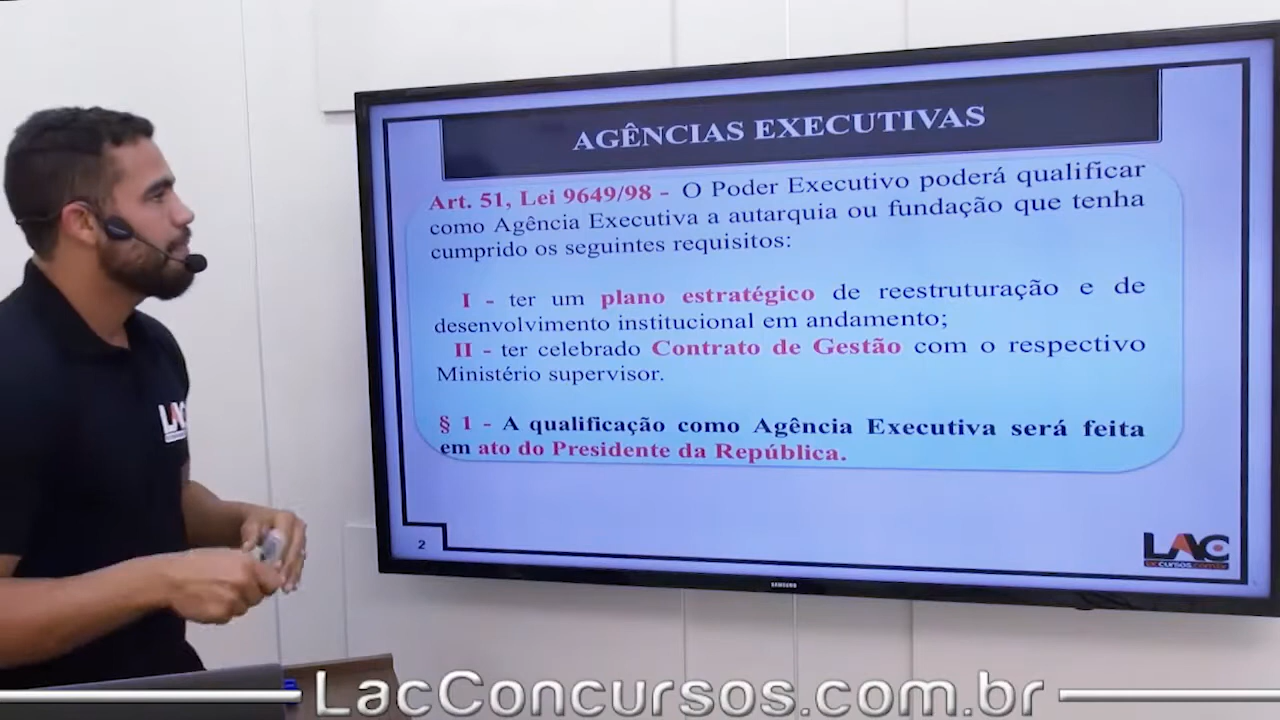 AGÊNCIAS EXECUTIVAS
Art. 51, Lei 9649/98 - O Poder Executivo poderá qualificar
como Agência Executiva a autarquia ou fundação que tenha
cumprido os seguintes requisitos:
I - ter um plano estratégico de reestruturação e de
desenvolvimento institucional em andamento;
II - ter celebrado Contrato de Gestão com o respectivo
Ministério supervisor.
§ 1 - A qualificação como Agência Executiva será feita
em ato do Presidente da República.
2
LAC
laccursos.com.br
SAMSUNG
LAC
LacConcursos.com.br